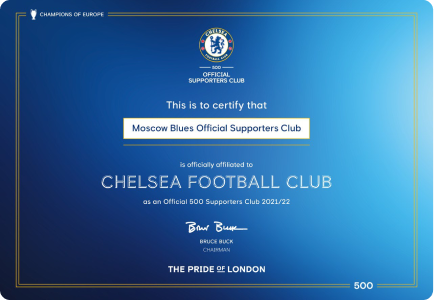 CHAMPIONS OF EUROPE
CHELSEA
FOOTBALL CLUB
500
OFFICIAL
SUPPORTERS CLUB
This is to certify that
Moscow Blues Official Supporters Club
is officially affiliated to
CHELSEA FOOTBALL CLUB
as an Official 500 Supporters Club 2021/22
Bruce Buck
BRUCE BUCK
CHAIRMAN
THE PRIDE OF LONDON
500